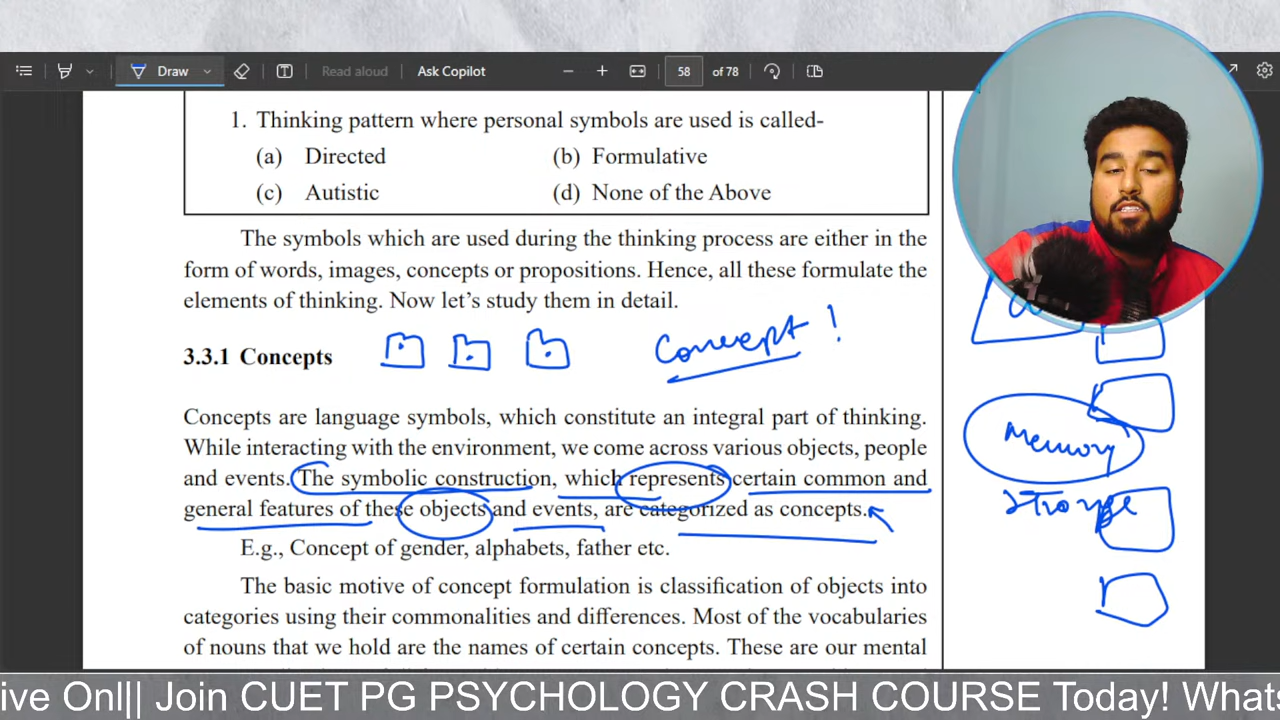 Draw
Read aloud
Ask Copilot
58 of 78
1. Thinking pattern where personal symbols are used is called-
(a) Directed (b) Formulative
(c) Autistic (d) None of the Above
The symbols which are used during the thinking process are either in the
form of words, images, concepts or propositions. Hence, all these formulate the
elements of thinking. Now let's study them in detail.
Concept!
3.3.1 Concepts
Concepts are language symbols, which constitute an integral part of thinking.
While interacting with the environment, we come across various objects, people
and events. The symbolic construction, which represents certain common and
general features of these objects and events, are categorized as concepts.
Memory
Storage
E.g., Concept of gender, alphabets, father etc.
The basic motive of concept formulation is classification of objects into
categories using their commonalities and differences. Most of the vocabularies
of nouns that we hold are the names of certain concepts. These are our mental
ive Onl|| Join CUET PG PSYCHOLOGY CRASH COURSE Today! Whats